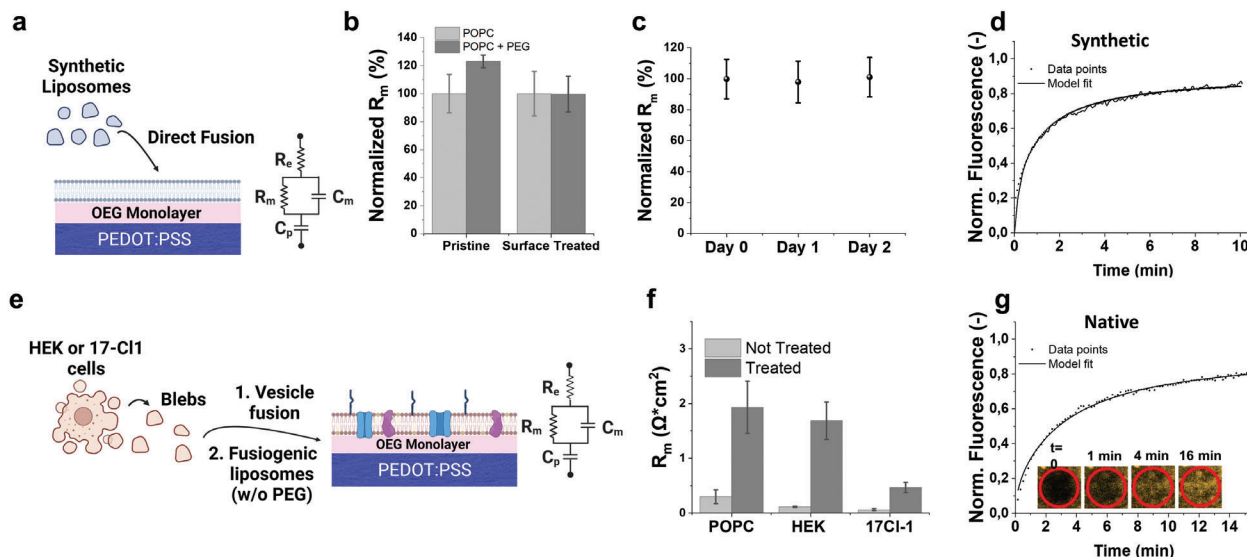 a
Synthetic
Liposomes
Direct Fusion
OEG Monolayer
PEDOT:PSS
Re
Rm
Cm
Cp
b
POPC
POPC + PEG
Normalized Rm (%)
140
120
100
80
60
40
20
0
Pristine
Surface Treated
c
Normalized Rm (%)
120
100
80
60
40
20
0
Day 0
Day 1
Day 2
d
Synthetic
Data points
Model fit
Norm. Fluorescence (-)
1,0
0,8
0,6
0,4
0,2
0,0
0 2 4 6 8 10
Time (min)
e
HEK or 17-Cl1
cells
Blebs
1. Vesicle
fusion
2. Fusiogenic
liposomes
(w/o PEG)
OEG Monolayer
PEDOT:PSS
Re
Rm
Cm
Cp
f
Not Treated
Treated
Rm (Ω*cm2)
3
2
1
0
POPC
HEK
17Cl-1
g
Native
Data points
Model fit
Norm. Fluorescence (-)
1,0
0,8
0,6
0,4
0,2
0,0
t=
0
1 min
4 min
16 min
0 2 4 6 8 10 12 14
Time (min)